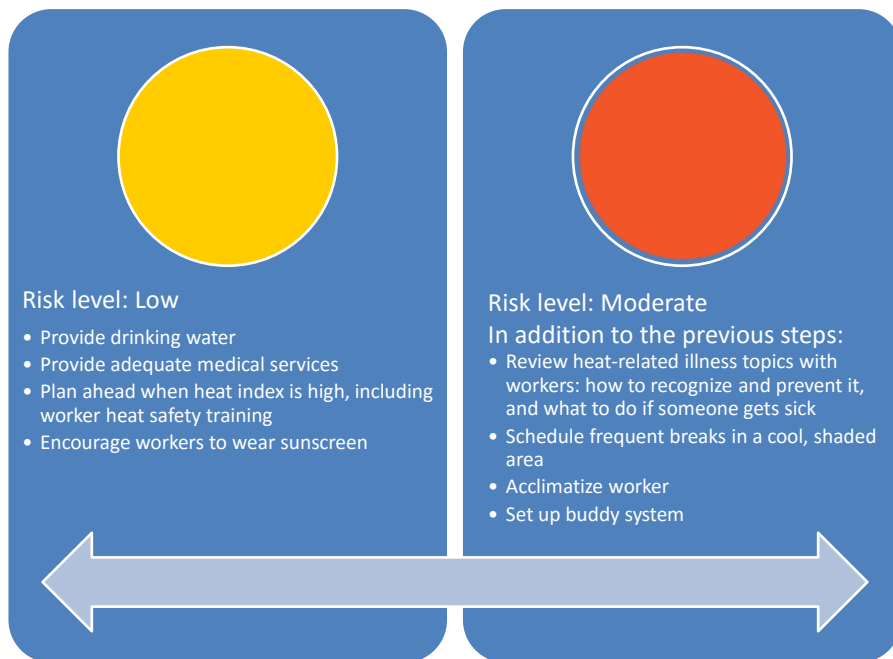 Risk level: Low
• Provide drinking water
• Provide adequate medical services
• Plan ahead when heat index is high, including
worker heat safety training
• Encourage workers to wear sunscreen
Risk level: Moderate
In addition to the previous steps:
• Review heat-related illness topics with
workers: how to recognize and prevent it,
and what to do if someone gets sick
• Schedule frequent breaks in a cool, shaded
area
• Acclimatize worker
• Set up buddy system